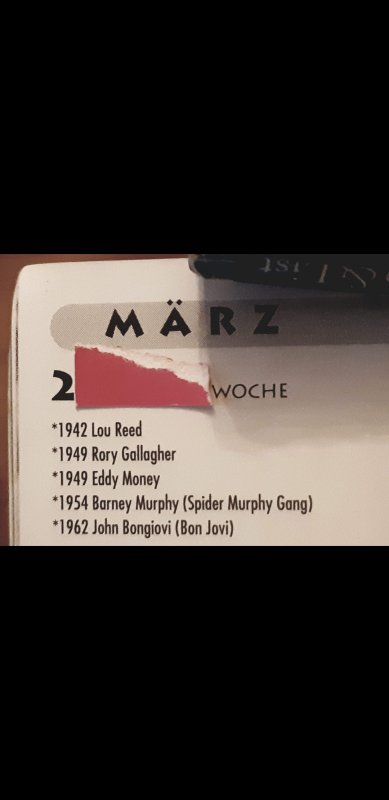 & List
MÄRZ
2 WOCHE
*1942 Lou Reed
*1949 Rory Gallagher
*1949 Eddy Money
*1954 Barney Murphy (Spider Murphy Gang)
*1962 John Bongiovi (Bon Jovi)